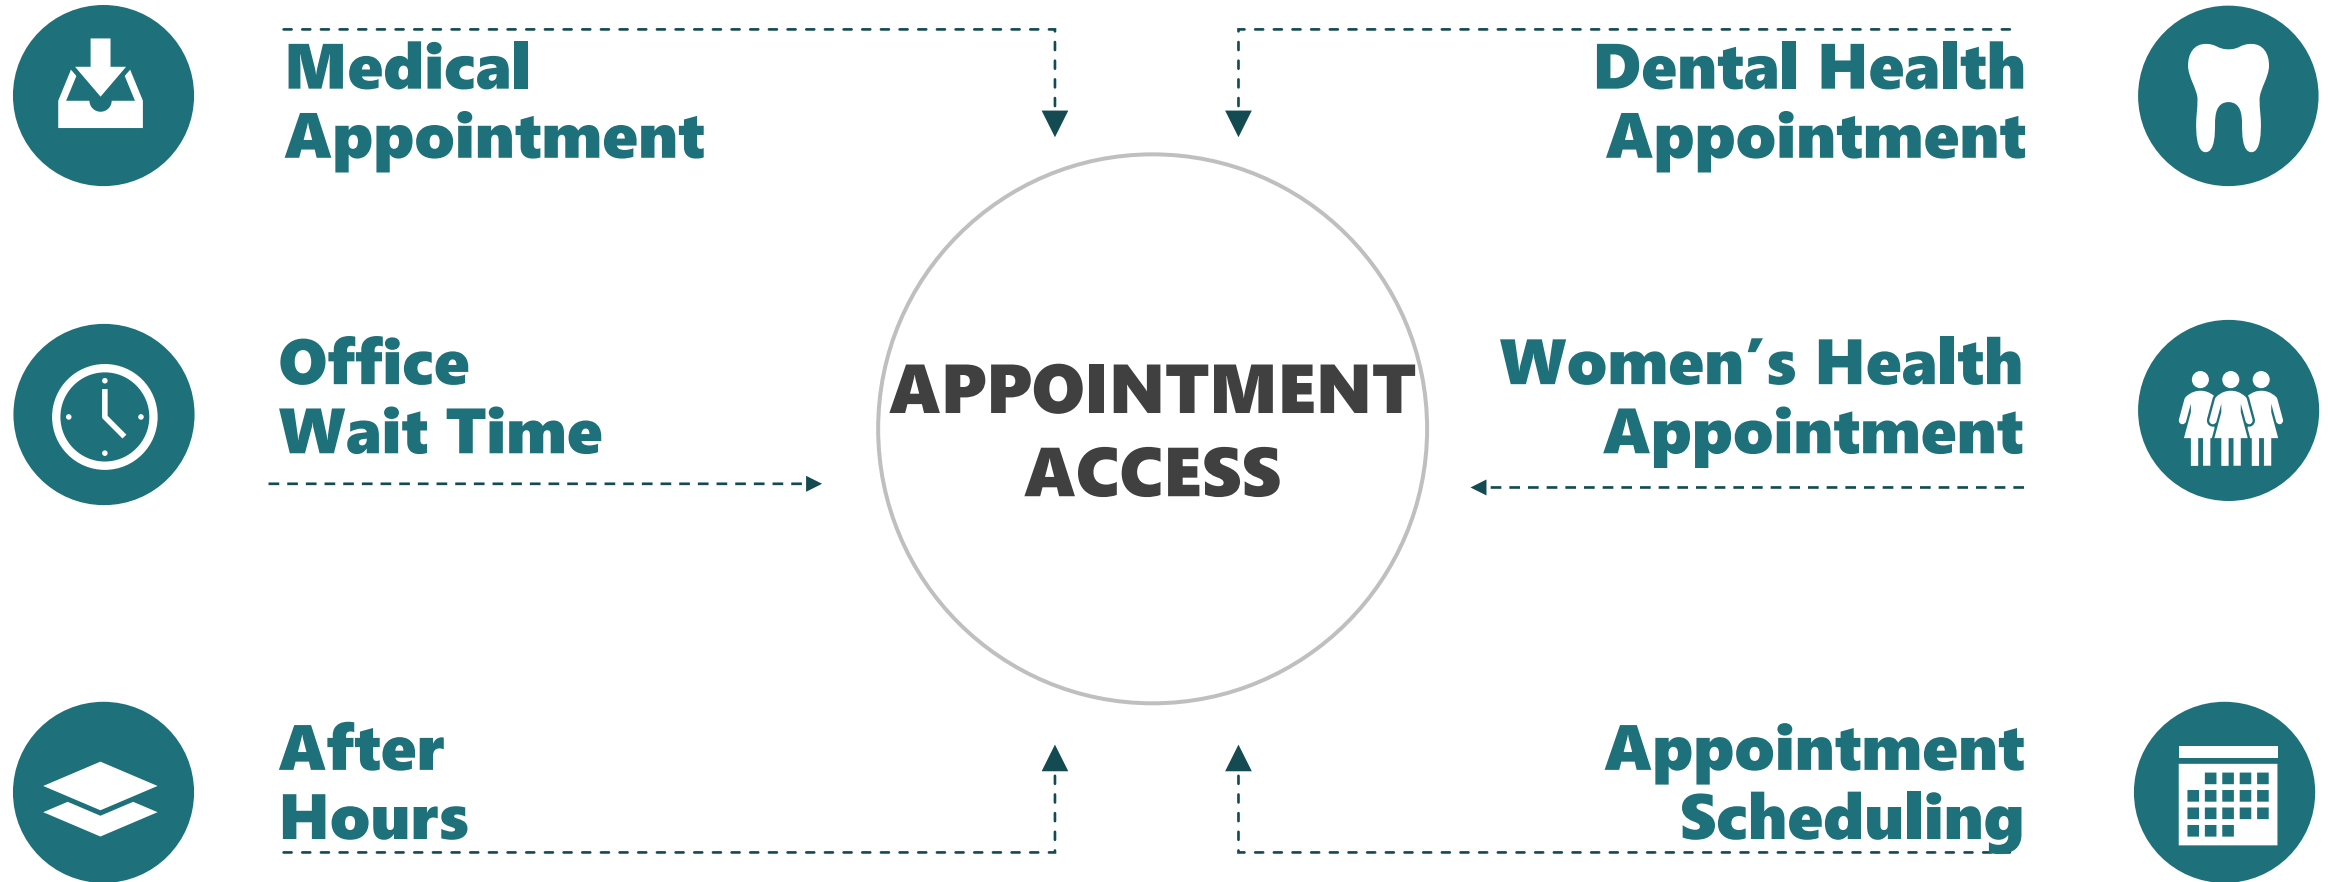 Medical
Appointment
Dental Health
Appointment
Office
Wait Time
APPOINTMENT
ACCESS
Women’s Health
Appointment
After
Hours
Appointment
Scheduling